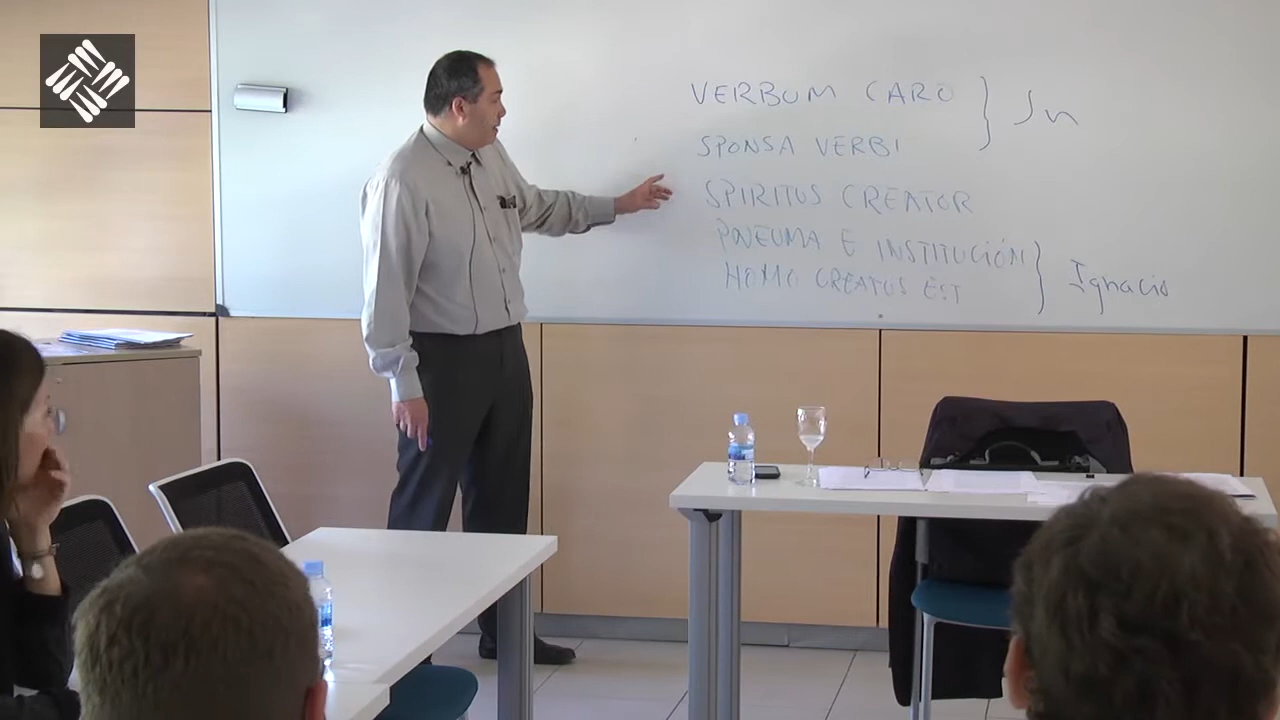 VERBUM CARO } Jn
SPONSA VERBI
SPIRITUS CREATOR
PNEUMA E INSTITUCIÓN } Ignacio
HOMO CREATUS EST